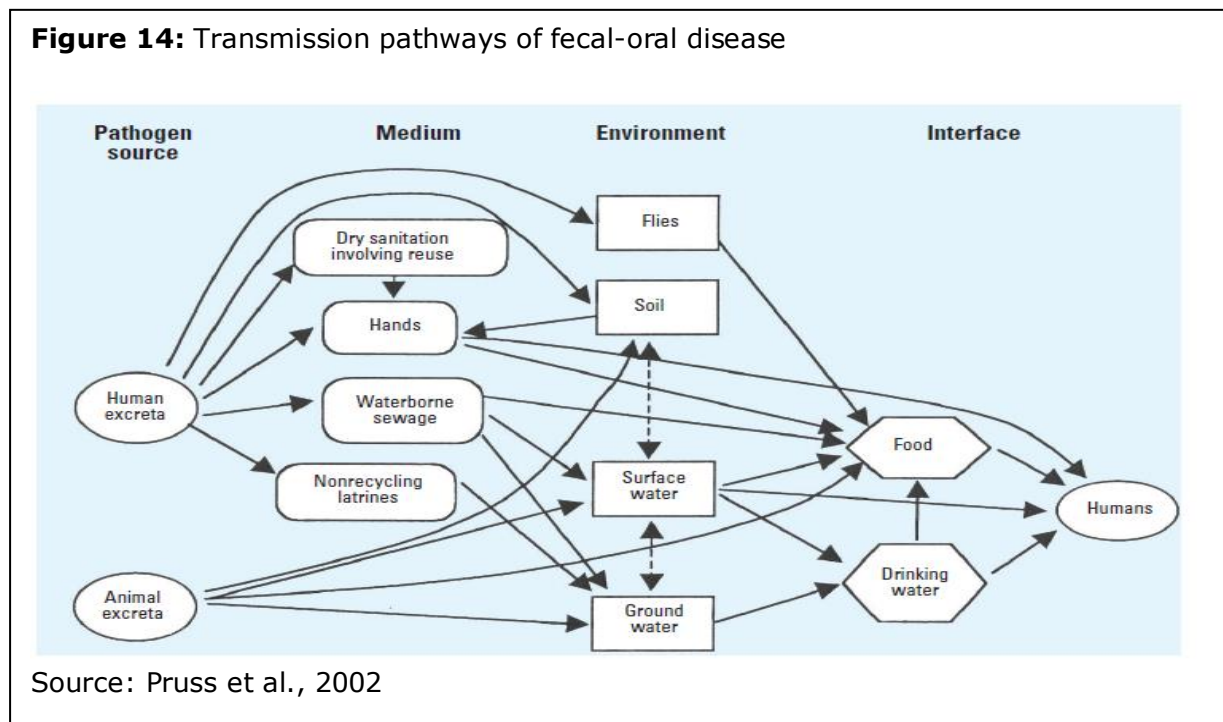 Figure 14: Transmission pathways of fecal-oral disease
Pathogen
source
Medium
Environment
Interface
Flies
Dry sanitation
involving reuse
Soil
Hands
Human
excreta
Waterborne
sewage
Food
Nonrecycling
latrines
Surface
water
Humans
Animal
excreta
Drinking
water
Ground
water
Source: Pruss et al., 2002